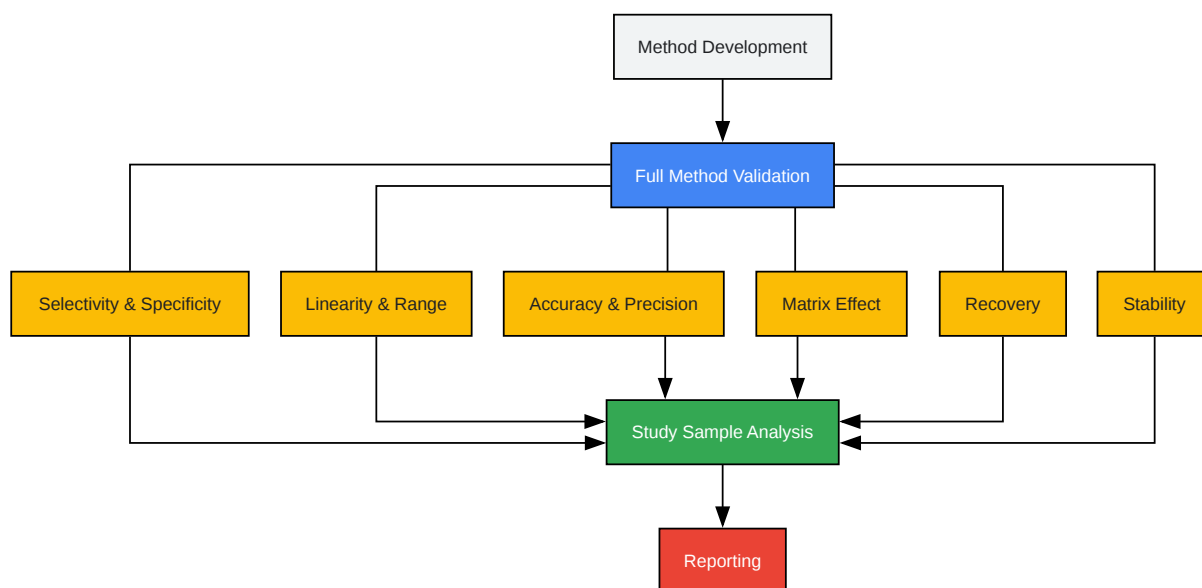 Method Development
Full Method Validation
Selectivity & Specificity
Linearity & Range
Accuracy & Precision
Matrix Effect
Recovery
Stability
Study Sample Analysis
Reporting